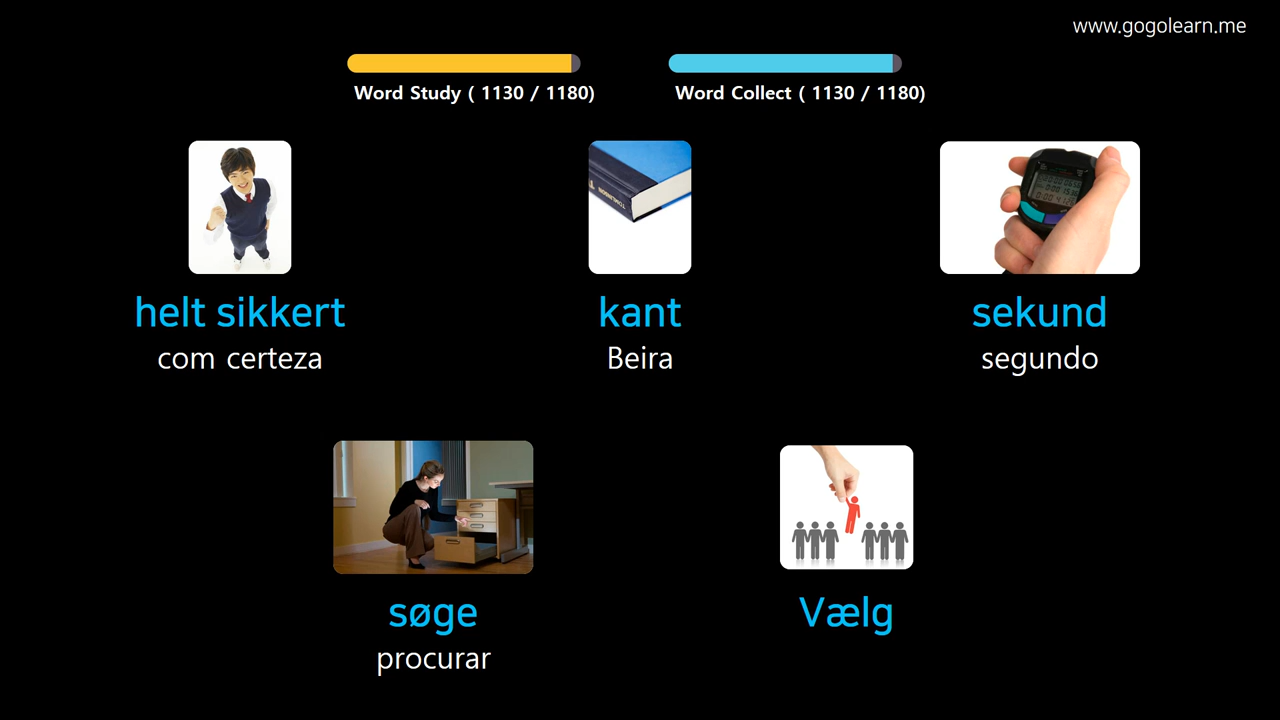 www.gogolearn.me
Word Study ( 1130 / 1180)
Word Collect ( 1130 / 1180)
helt sikkert
com certeza
kant
Beira
sekund
segundo
søge
procurar
Vælg